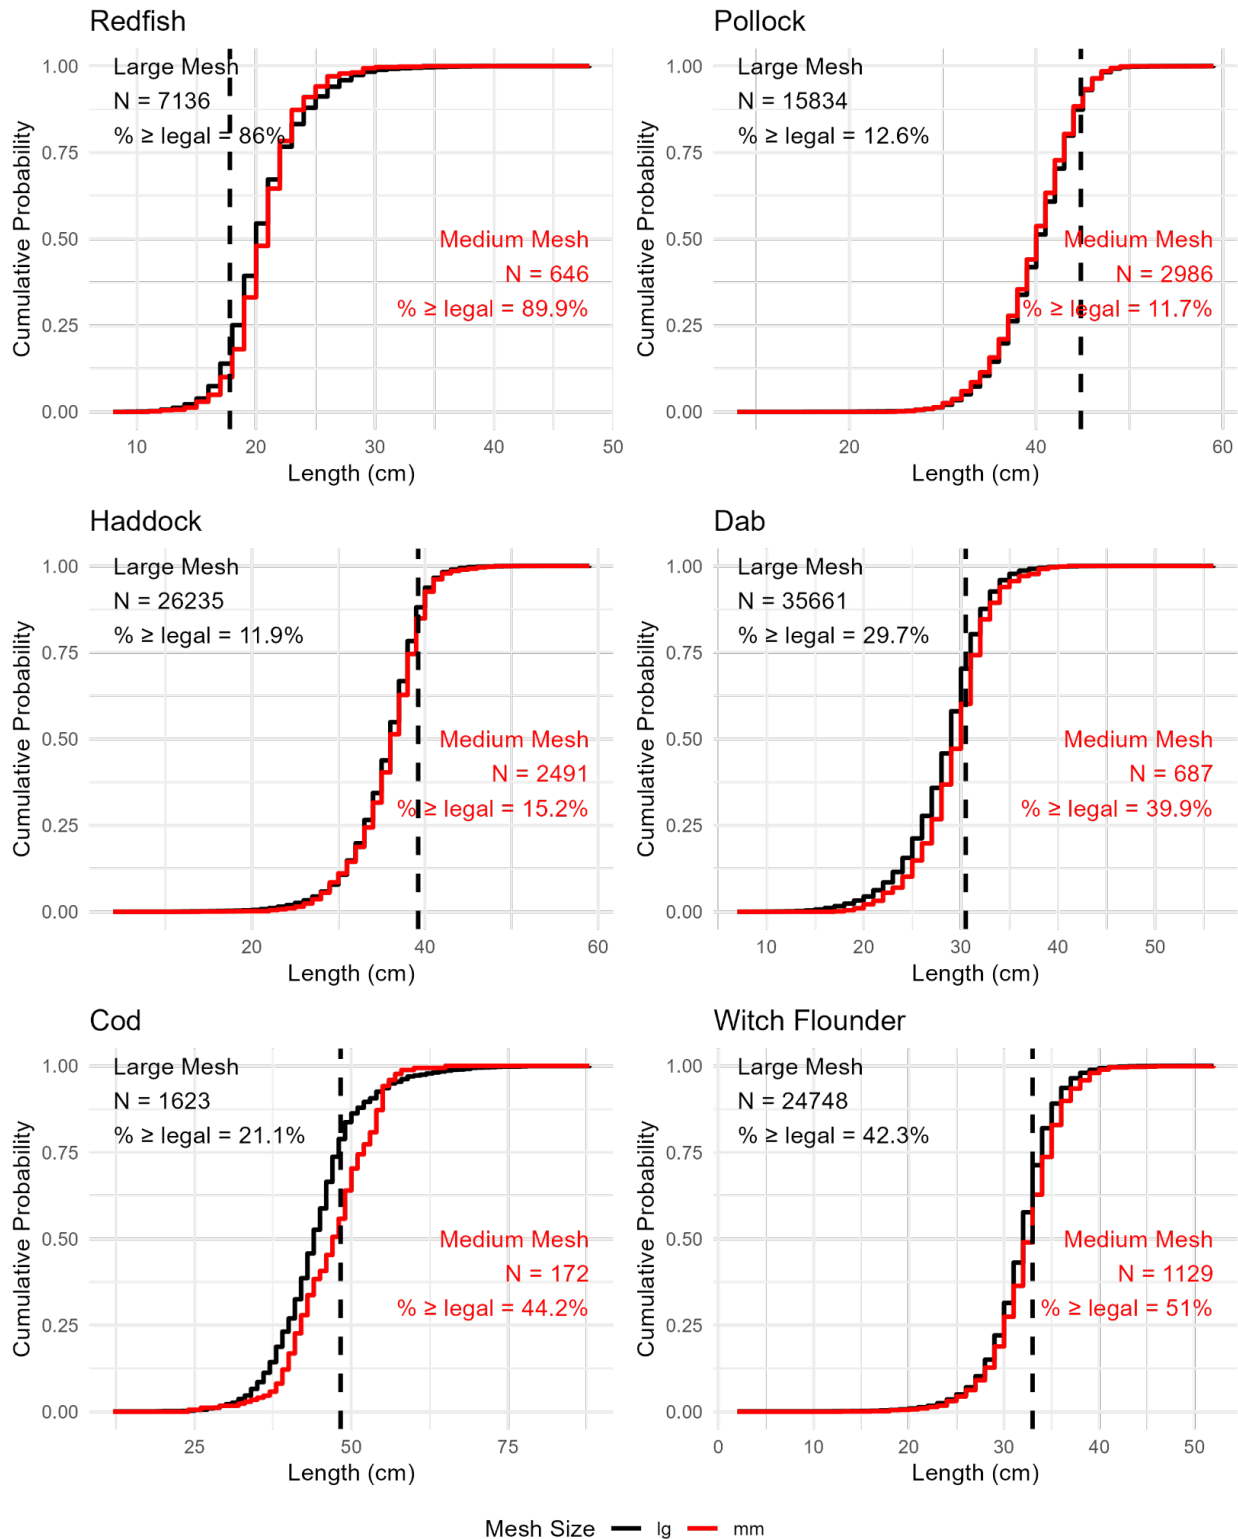 Redfish
Large Mesh
N = 7136
% ≥ legal = 86%
Medium Mesh
N = 646
% ≥ legal = 89.9%
Cumulative Probability
1.00
0.75
0.50
0.25
0.00
10 20 30 40 50
Length (cm)
Pollock
Large Mesh
N = 15834
% ≥ legal = 12.6%
Medium Mesh
N = 2986
% ≥ legal = 11.7%
Cumulative Probability
1.00
0.75
0.50
0.25
0.00
20 40 60
Length (cm)
Haddock
Large Mesh
N = 26235
% ≥ legal = 11.9%
Medium Mesh
N = 2491
% ≥ legal = 15.2%
Cumulative Probability
1.00
0.75
0.50
0.25
0.00
20 40 60
Length (cm)
Dab
Large Mesh
N = 35661
% ≥ legal = 29.7%
Medium Mesh
N = 687
% ≥ legal = 39.9%
Cumulative Probability
1.00
0.75
0.50
0.25
0.00
10 20 30 40 50
Length (cm)
Cod
Large Mesh
N = 1623
% ≥ legal = 21.1%
Medium Mesh
N = 172
% ≥ legal = 44.2%
Cumulative Probability
1.00
0.75
0.50
0.25
0.00
25 50 75
Length (cm)
Witch Flounder
Large Mesh
N = 24748
% ≥ legal = 42.3%
Medium Mesh
N = 1129
% ≥ legal = 51%
Cumulative Probability
1.00
0.75
0.50
0.25
0.00
0 10 20 30 40 50
Length (cm)
Mesh Size lg mm